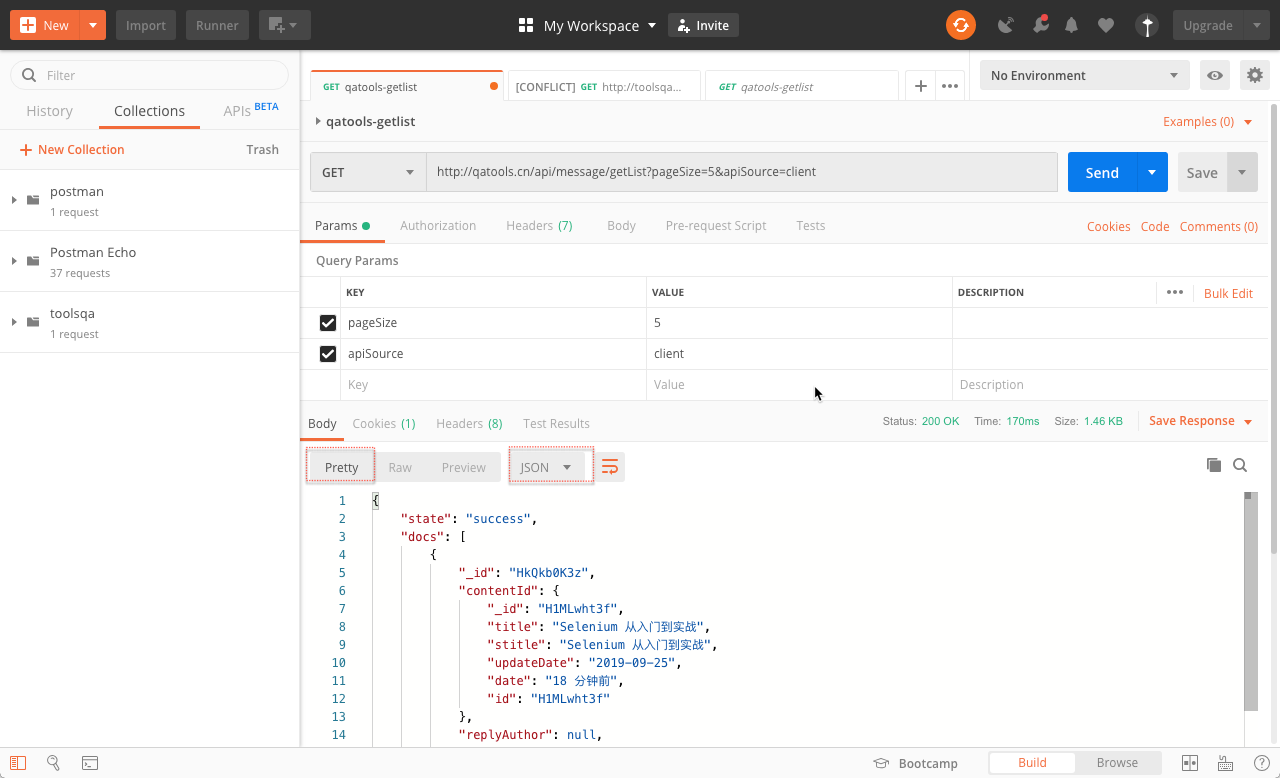 New Import Runner My Workspace Invite Upgrade
Filter
History Collections APIs BETA
New Collection Trash
postman
1 request
Postman Echo
37 requests
toolsqa
1 request
GET qatools-getlist [CONFLICT] GET http://toolsqa... GET qatools-getlist No Environment
qatools-getlist Examples (0)
GET http://qatools.cn/api/message/getList?pageSize=5&apiSource=client Send Save
Params Authorization Headers (7) Body Pre-request Script Tests Cookies Code Comments (0)
Query Params
KEY VALUE DESCRIPTION Bulk Edit
pageSize 5
apiSource client
Key Value Description
Body Cookies (1) Headers (8) Test Results Status: 200 OK Time: 170ms Size: 1.46 KB Save Response
Pretty Raw Preview JSON
1 {
2 "state": "success",
3 "docs": [
4 {
5 "_id": "HkQkb0K3z",
6 "contentId": {
7 "_id": "H1MLwht3f",
8 "title": "Selenium 从入门到实战",
9 "stitle": "Selenium 从入门到实战",
10 "updateDate": "2019-09-25",
11 "date": "18 分钟前",
12 "id": "H1MLwht3f"
13 },
14 "replyAuthor": null,
Bootcamp Build Browse